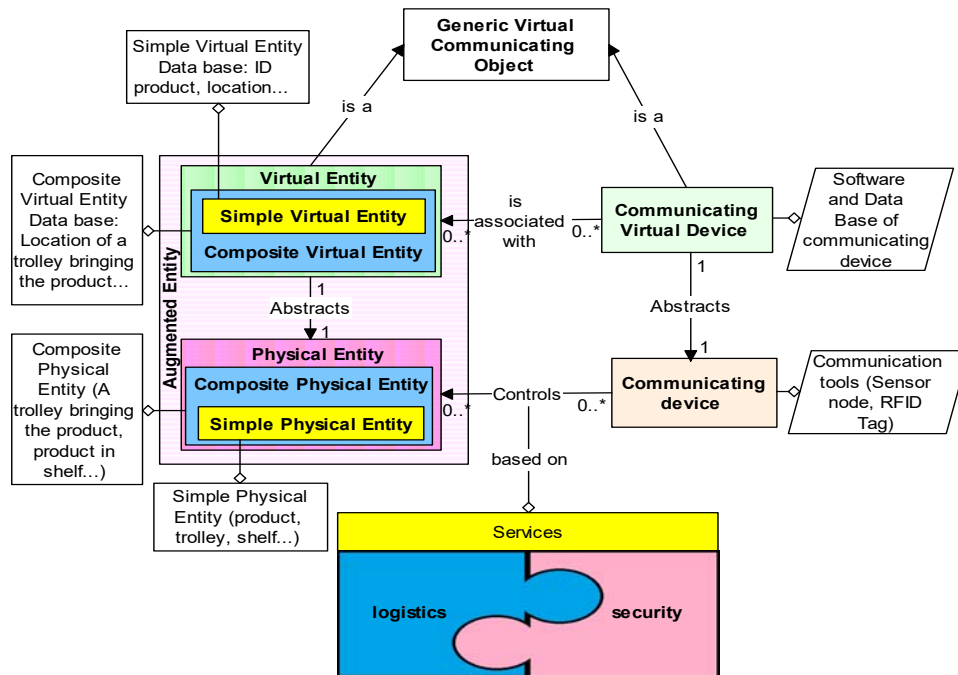 Generic Virtual
Communicating
Object
Simple Virtual Entity
Data base: ID
product, location...
is a
is a
Composite
Virtual Entity
Data base:
Location of a
trolley bringing
the product...
Augmented Entity
Virtual Entity
Simple Virtual Entity
Composite Virtual Entity
is
associated
with
0..*
0..*
Communicating
Virtual Device
Software
and Data
Base of
communicating
device
1
Abstracts
1
1
Abstracts
1
Composite
Physical
Entity (A
trolley bringing
the product,
product in
shelf...)
Physical Entity
Composite Physical Entity
Simple Physical Entity
Controls
0..*
0..*
Communicating
device
Communication
tools (Sensor
node, RFID
Tag)
based on
Simple Physical
Entity (product,
trolley, shelf...)
Services
logistics
security